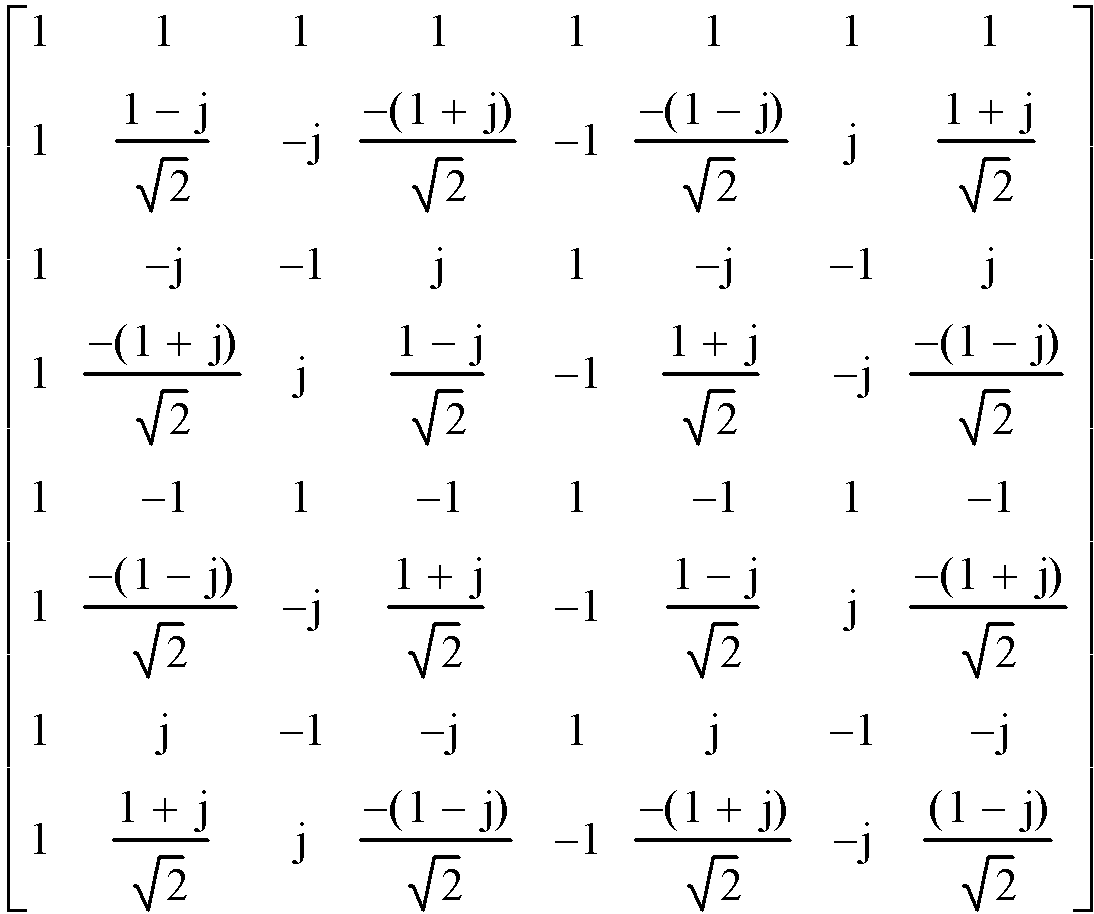 1 1 1 1 1 1 1 1
1 (1 − j)/√2 −j −(1 + j)/√2 −1 −(1 − j)/√2 j (1 + j)/√2
1 −j −1 j 1 −j −1 j
1 −(1 + j)/√2 j (1 − j)/√2 −1 (1 + j)/√2 −j −(1 − j)/√2
1 −1 1 −1 1 −1 1 −1
1 −(1 − j)/√2 −j (1 + j)/√2 −1 (1 − j)/√2 j −(1 + j)/√2
1 j −1 −j 1 j −1 −j
1 (1 + j)/√2 j −(1 − j)/√2 −1 −(1 + j)/√2 −j (1 − j)/√2